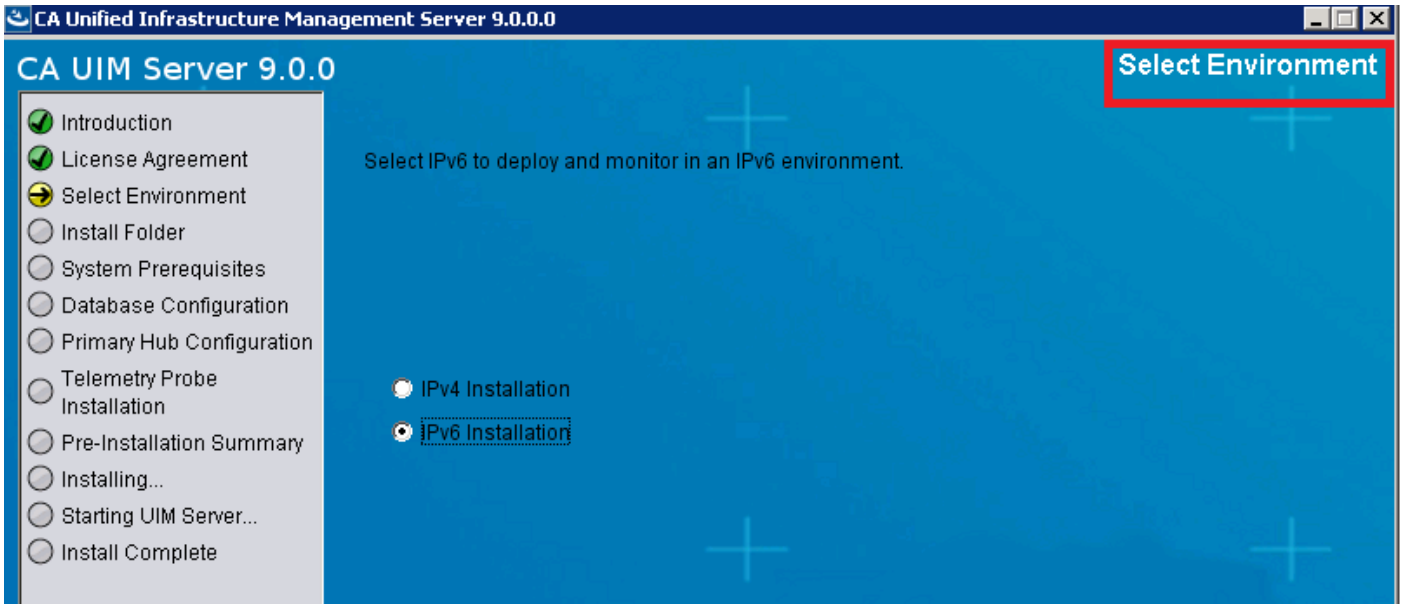 CA Unified Infrastructure Management Server 9.0.0.0
CA UIM Server 9.0.0
Select Environment
Introduction
License Agreement
Select Environment
Install Folder
System Prerequisites
Database Configuration
Primary Hub Configuration
Telemetry Probe
Installation
Pre-Installation Summary
Installing...
Starting UIM Server...
Install Complete
Select IPv6 to deploy and monitor in an IPv6 environment.
IPv4 Installation
IPv6 Installation